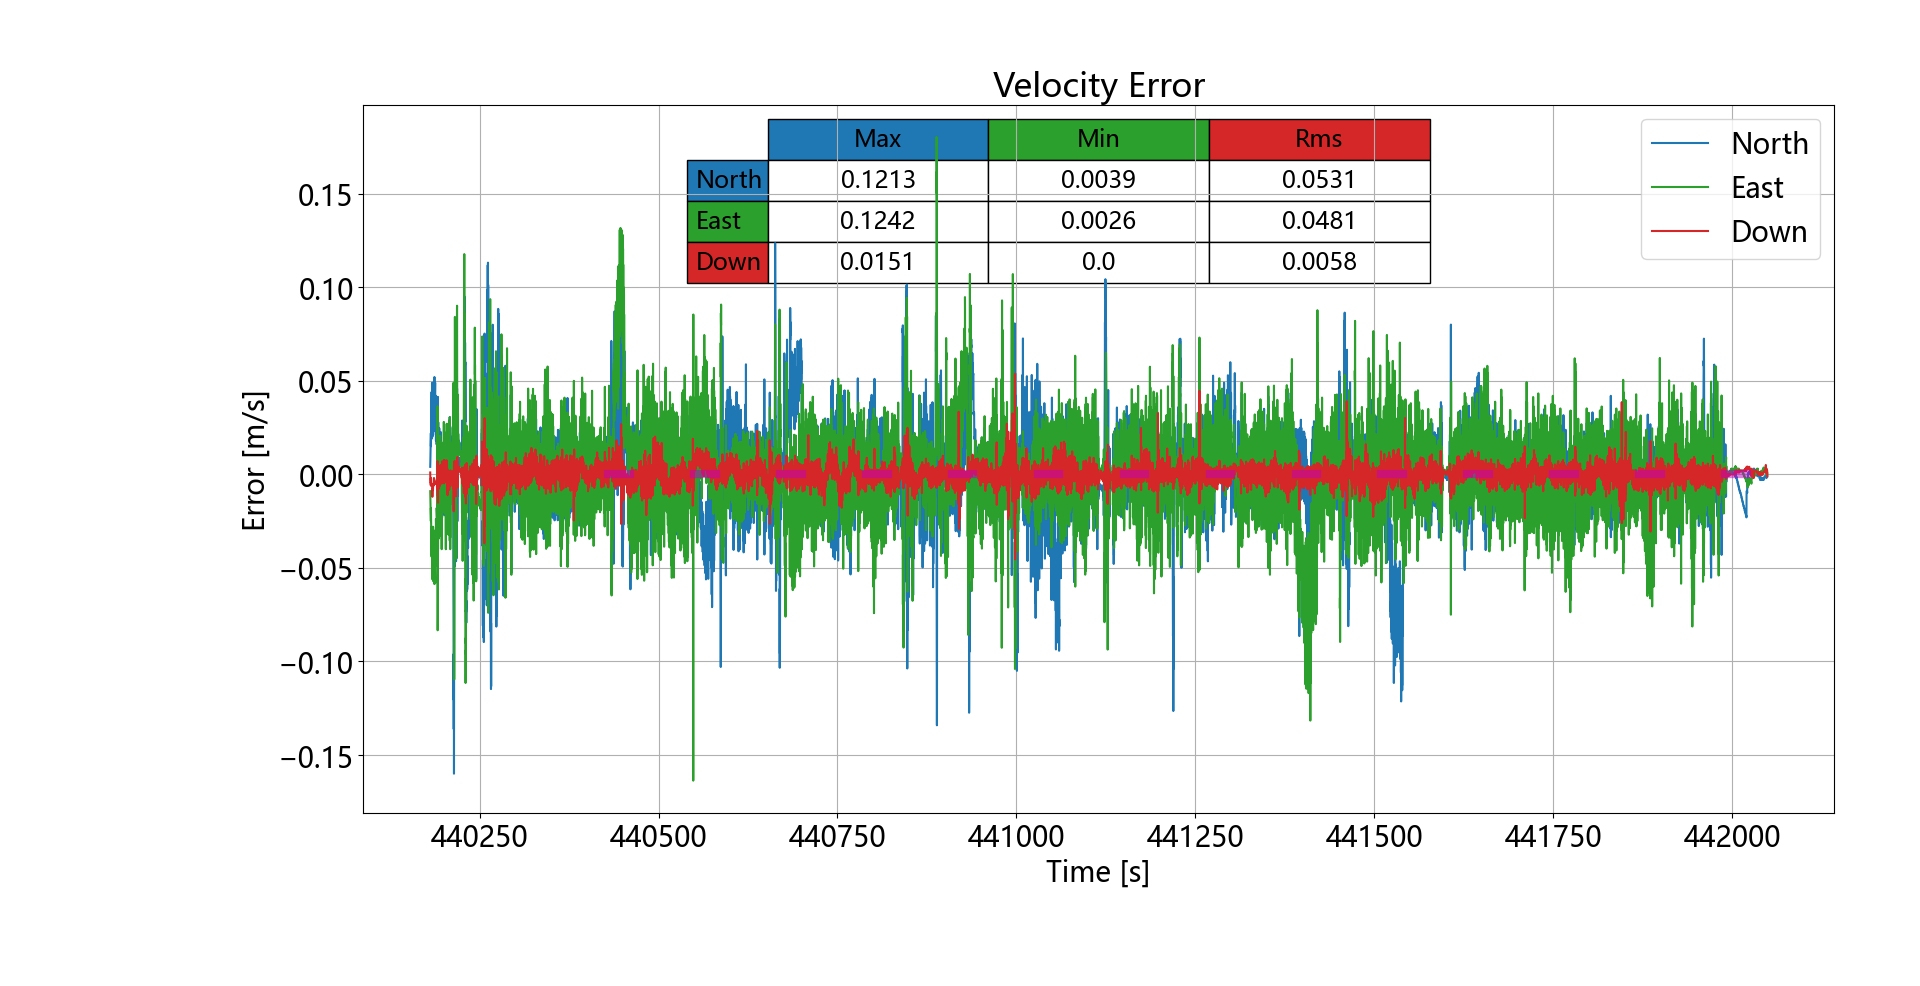 Velocity Error
Max Min Rms
North 0.1213 0.0039 0.0531
East 0.1242 0.0026 0.0481
Down 0.0151 0.0 0.0058
North
East
Down
0.15
0.10
0.05
0.00
−0.05
−0.10
−0.15
Error [m/s]
440250 440500 440750 441000 441250 441500 441750 442000
Time [s]